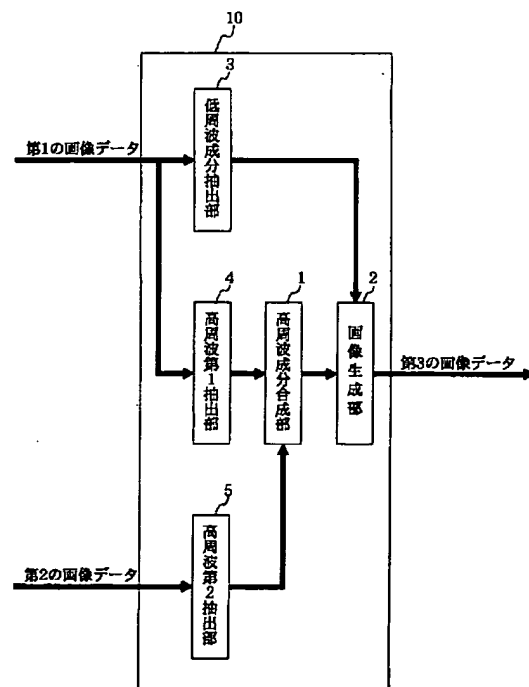 10
3
低周波成分抽出部
第1の画像データ
4
高周波第1抽出部
1
高周波成分合成部
2
画像生成部
第3の画像データ
5
高周波第2抽出部
第2の画像データ